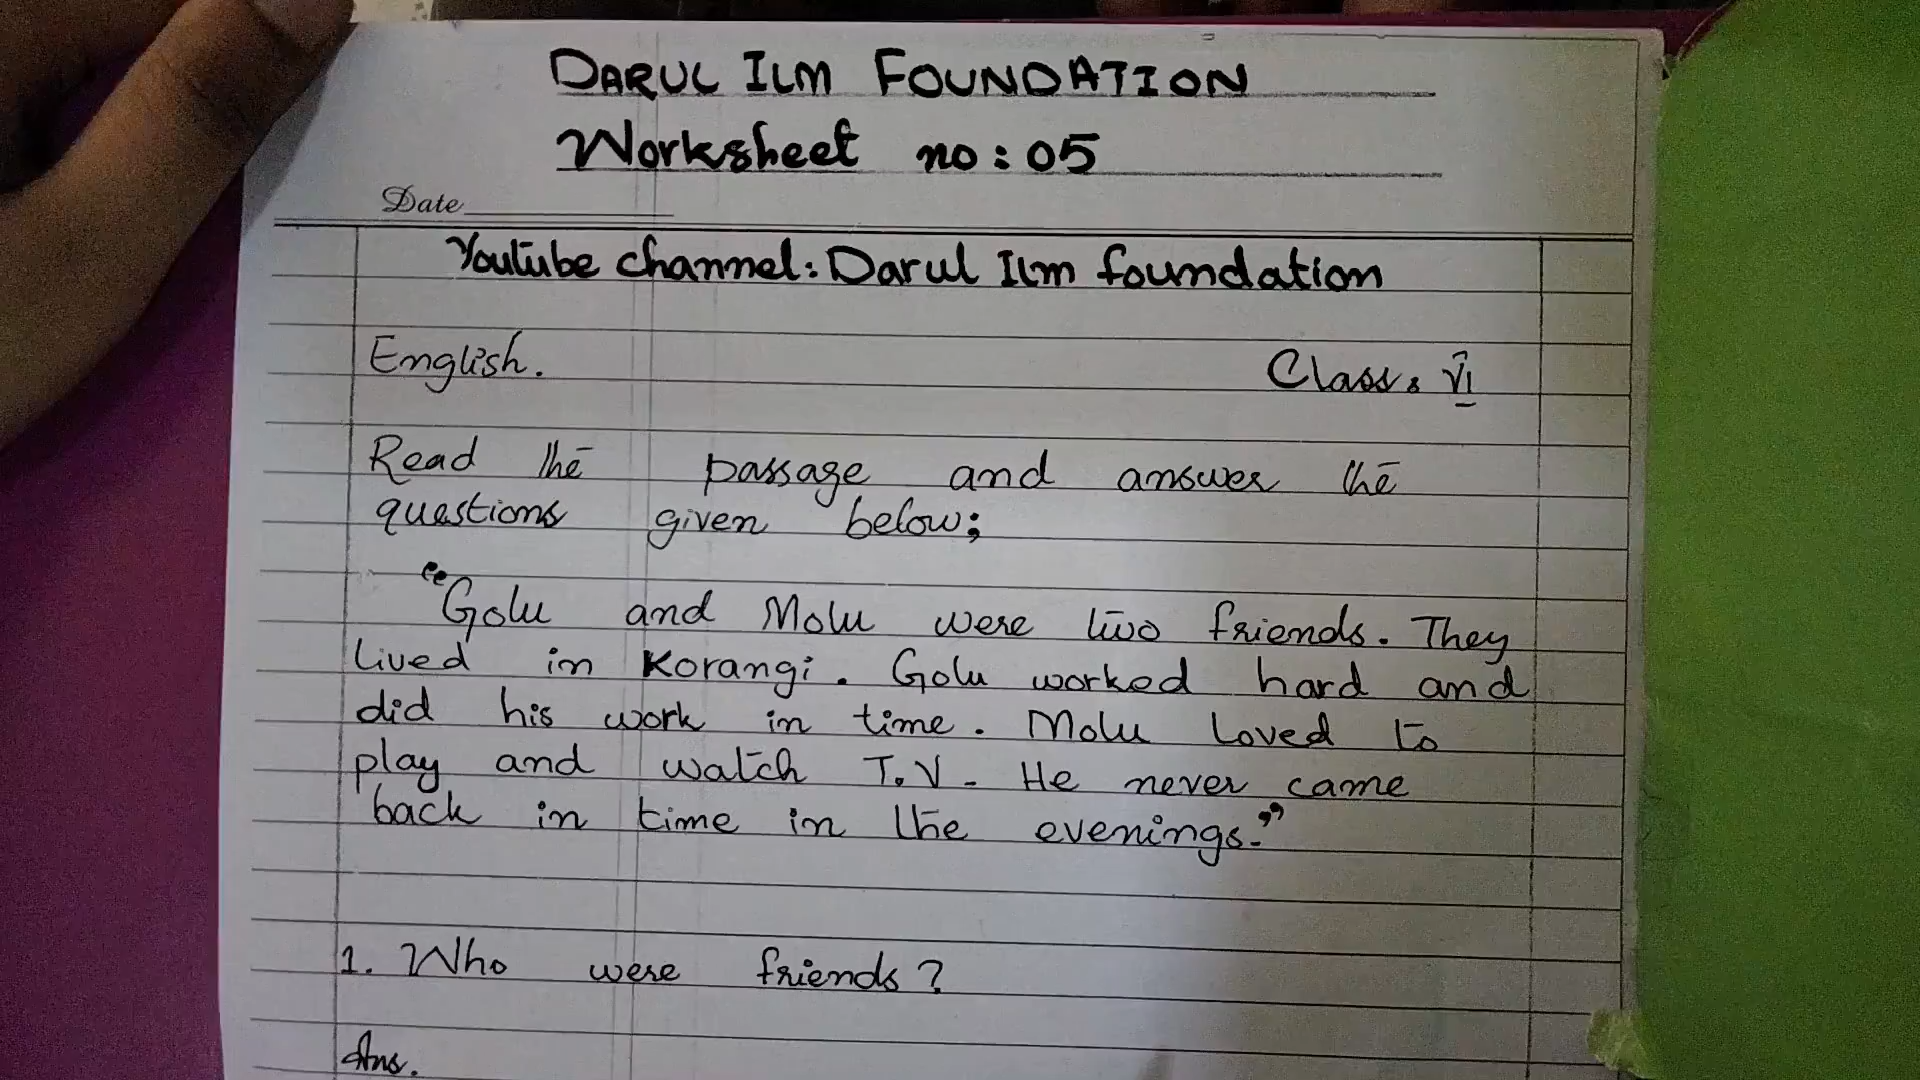 DARUL ILM FOUNDATION
Worksheet no: 05
Date
Youtube channel: Darul Ilm foundation
English.
Class: VI
Read the passage and answer the
questions given below;
"Golu and Molu were two friends. They
lived in Korangi. Golu worked hard and
did his work in time. Molu loved to
play and watch T.V. He never came
back in time in the evenings."
1. Who were friends?
Ans.